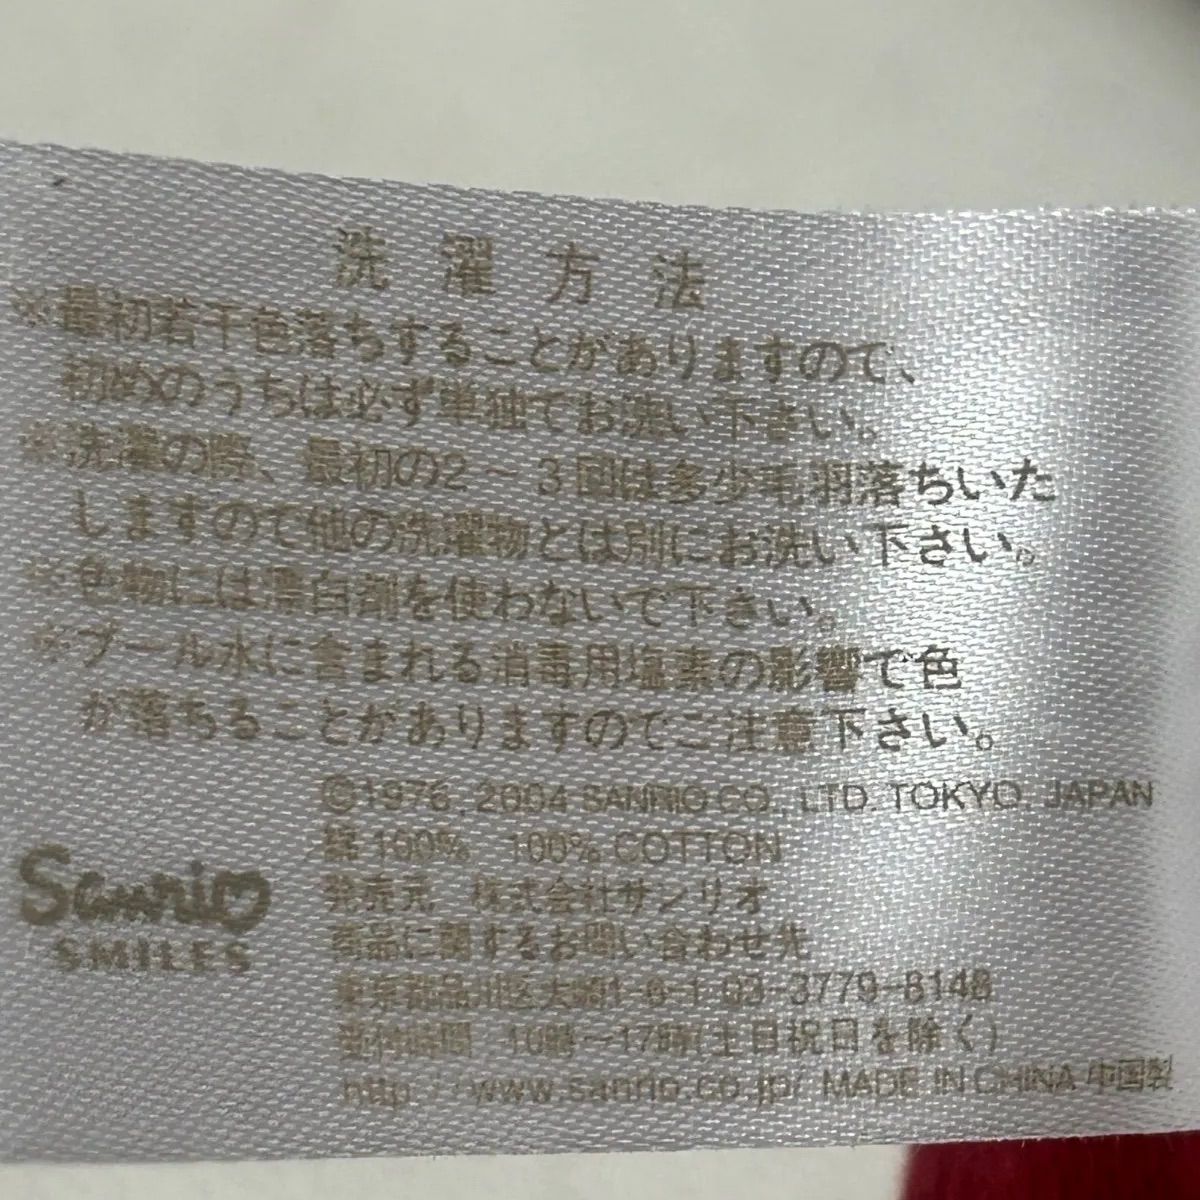 洗濯方法
※最初若干色落ちすることがありますので、
初めのうちは必ず単独でお洗い下さい。
※洗濯の際、最初の2～3回は多少毛羽落ちいた
しますので他の洗濯物とは別にお洗い下さい。
※色物には漂白剤を使わないで下さい。
※プール水に含まれる消毒用塩素の影響で色
が落ちることがありますのでご注意下さい。
©1976, 2004 SANRIO CO., LTD. TOKYO, JAPAN
綿 100% 100% COTTON
発売元 株式会社サンリオ
商品に関するお問い合わせ先
東京都品川区大崎1-6-1 03-3779-8148
受付時間 10時～17時(土日祝日を除く)
http://www.sanrio.co.jp/ MADE IN CHINA 中国製
Sanrio
SMILES